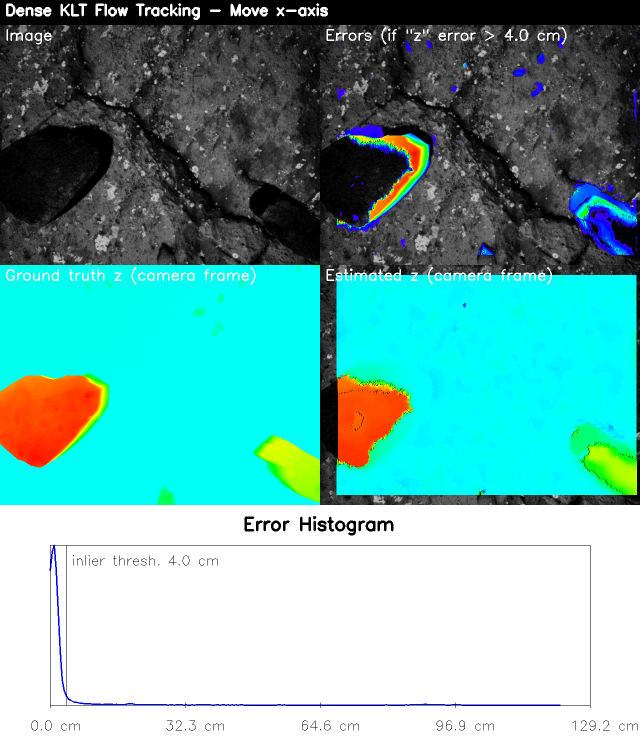 Dense KLT Flow Tracking - Move x-axis
Image
Errors (if "z" error > 4.0 cm)
Ground truth z (camera frame)
Estimated z (camera frame)
Error Histogram
inlier thresh. 4.0 cm
0.0 cm
32.3 cm
64.6 cm
96.9 cm
129.2 cm